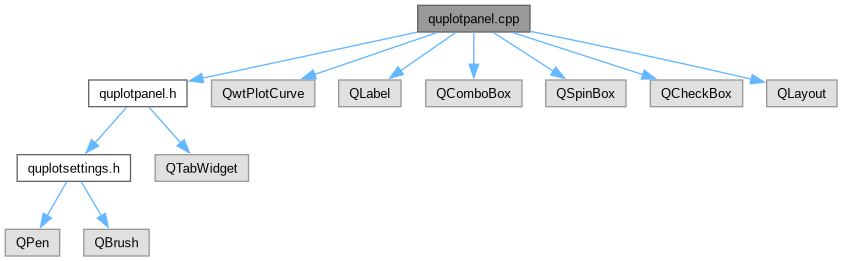 quplotpanel.cpp
quplotpanel.h
QwtPlotCurve
QLabel
QComboBox
QSpinBox
QCheckBox
QLayout
quplotsettings.h
QTabWidget
QPen
QBrush